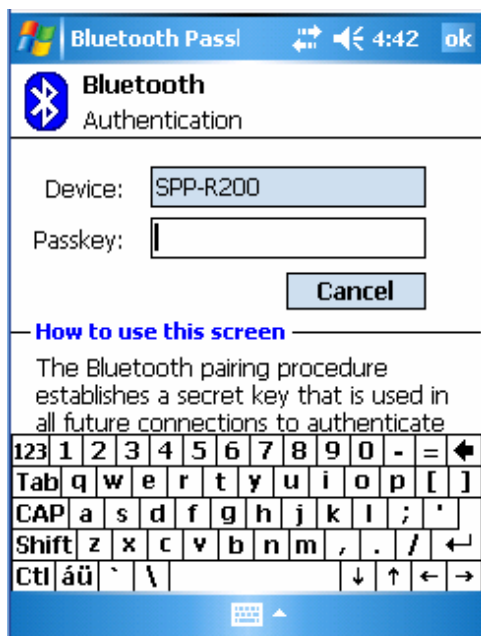 Bluetooth Passl 4:42 ok
Bluetooth
Authentication
Device: SPP-R200
Passkey:
Cancel
How to use this screen
The Bluetooth pairing procedure
establishes a secret key that is used in
all future connections to authenticate
123 1 2 3 4 5 6 7 8 9 0 - =
Tab q w e r t y u i o p [ ]
CAP a s d f g h j k l ; '
Shift z x c v b n m , . /
Ctl áü ` \